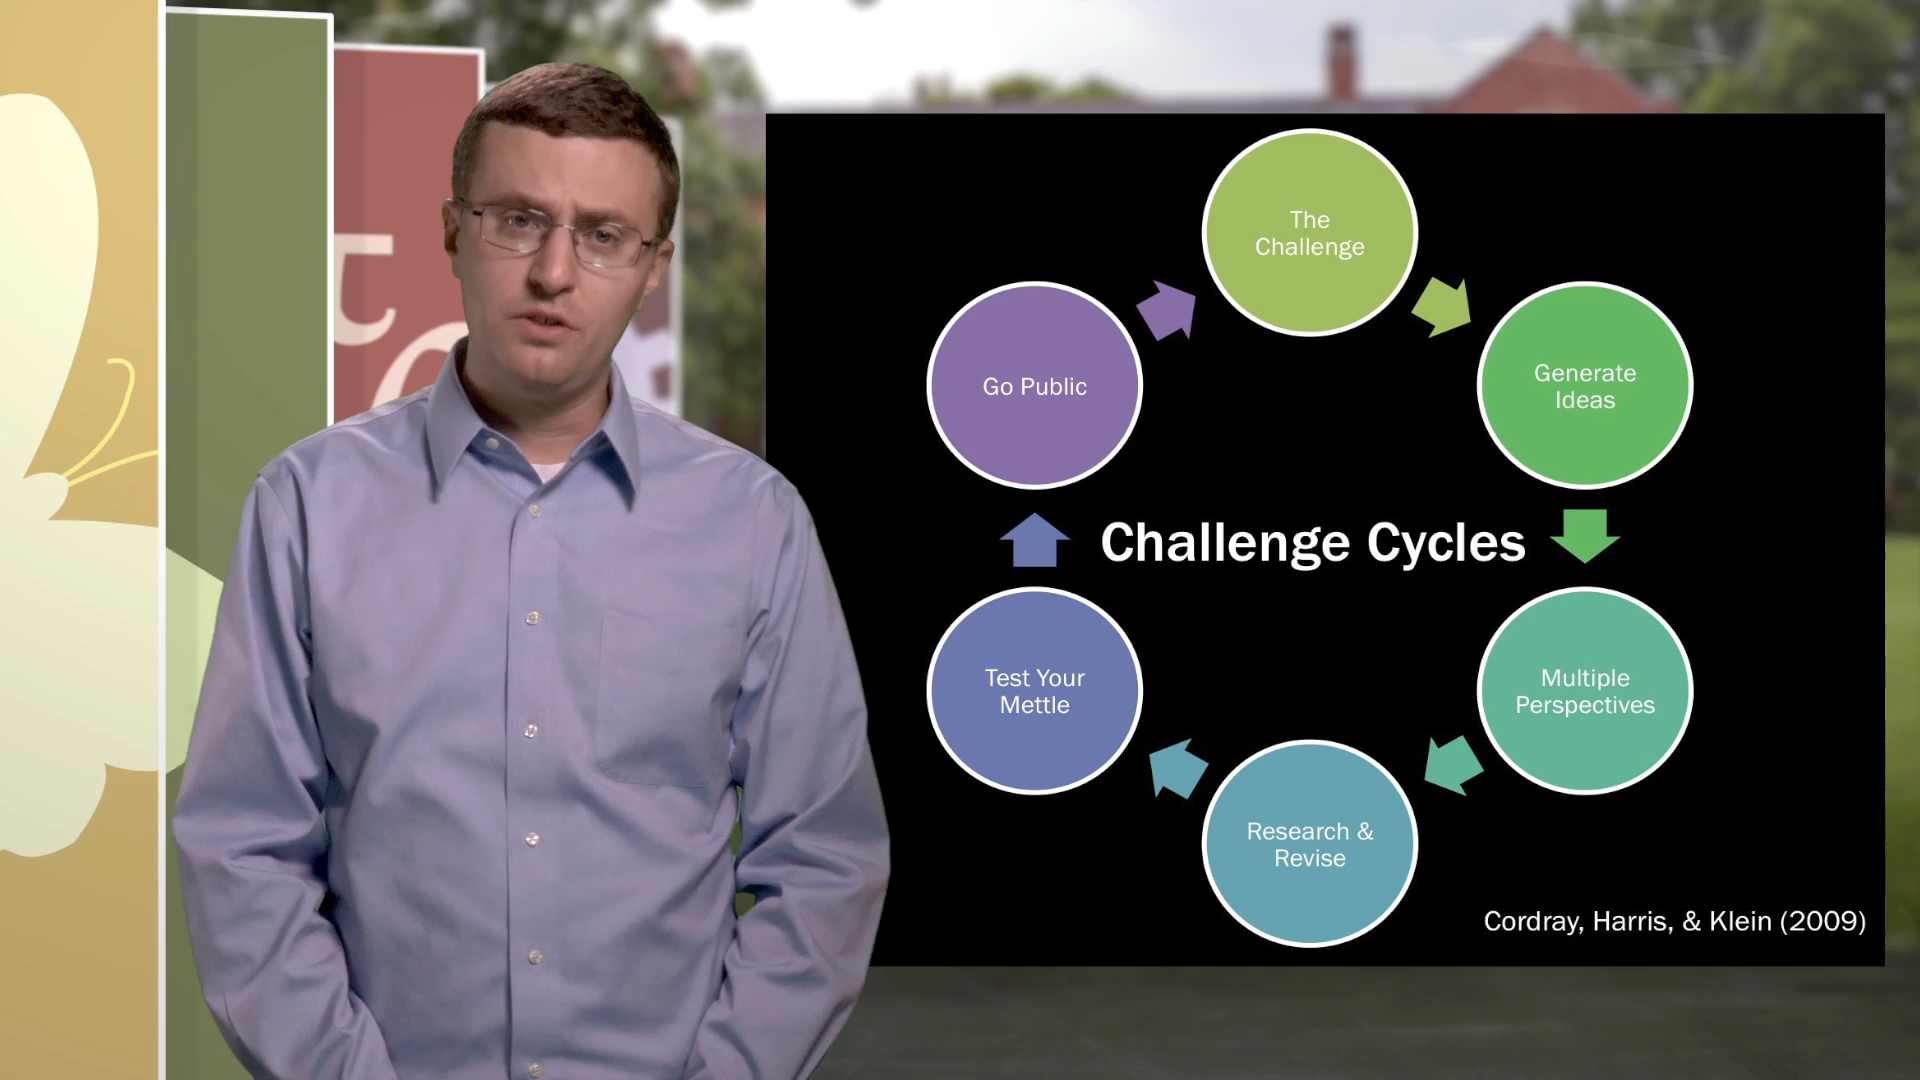 The
Challenge
Generate
Ideas
Multiple
Perspectives
Research &
Revise
Test Your
Mettle
Go Public
Challenge Cycles
Cordray, Harris, & Klein (2009)